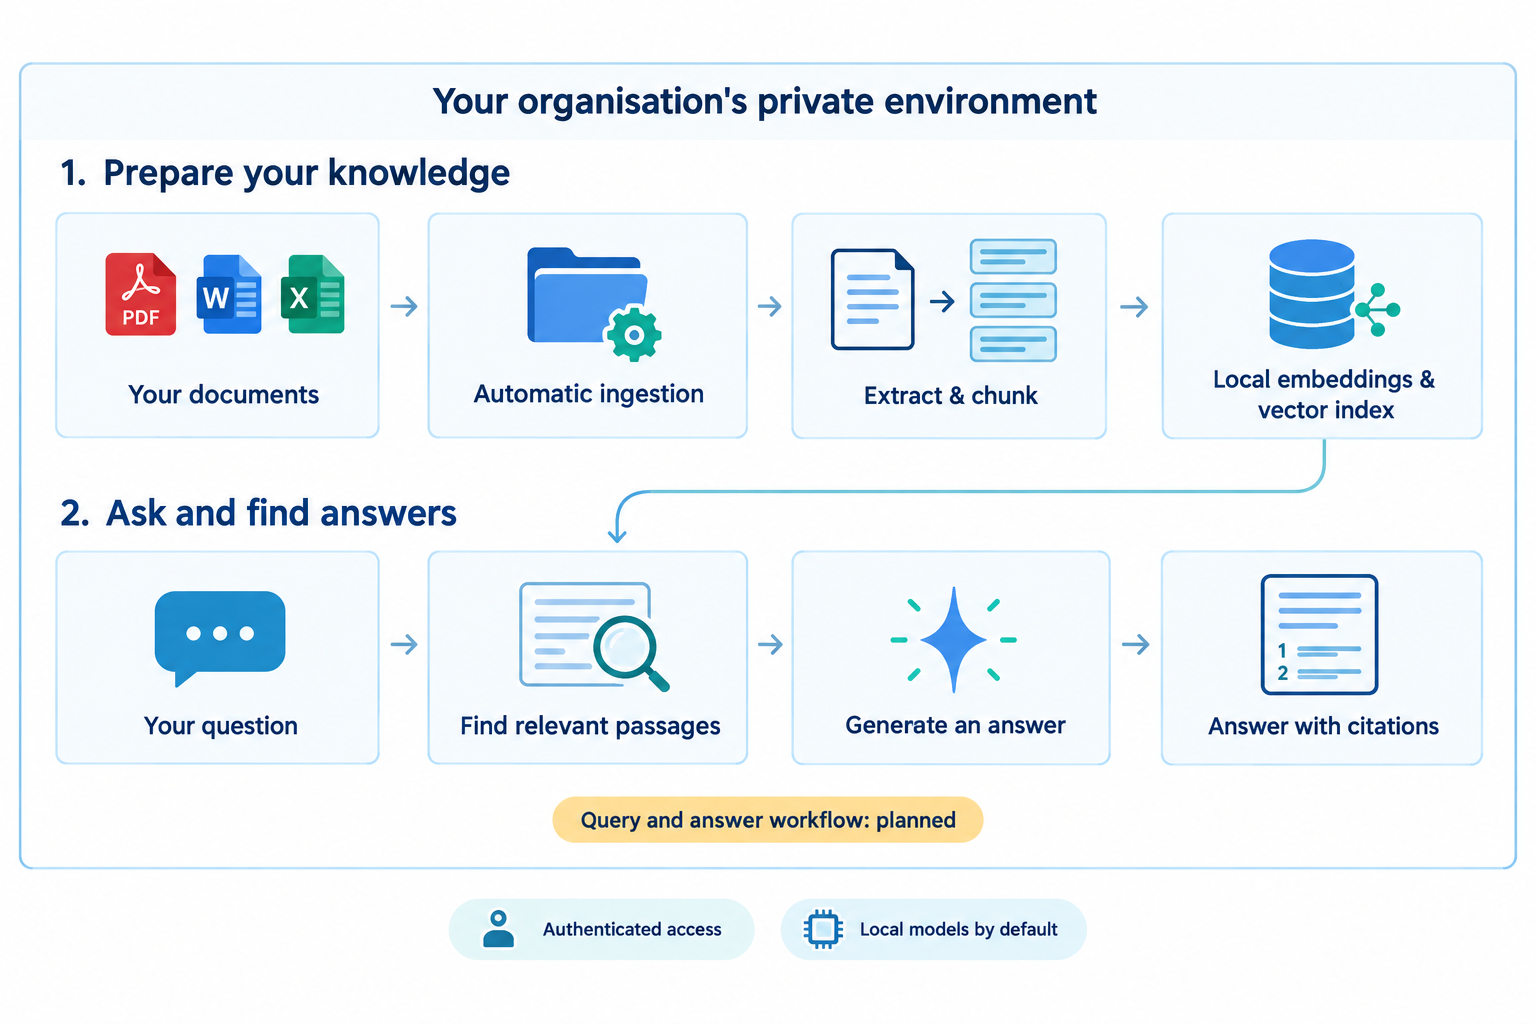 Your organisation's private environment
1. Prepare your knowledge
PDF
W
X
Your documents
Automatic ingestion
Extract & chunk
Local embeddings &
vector index
2. Ask and find answers
Your question
Find relevant passages
Generate an answer
1
2
Answer with citations
Query and answer workflow: planned
Authenticated access
Local models by default